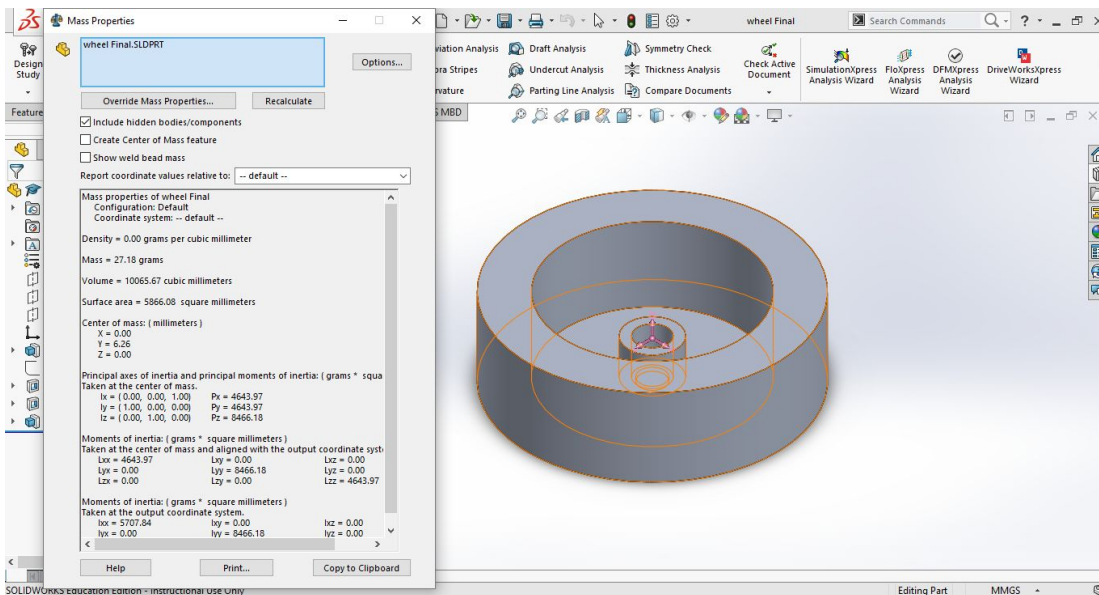 Mass Properties
wheel Final.SLDPRT
Options...
Override Mass Properties...
Recalculate
Include hidden bodies/components
Create Center of Mass feature
Show weld bead mass
Report coordinate values relative to:
-- default --
Mass properties of wheel Final
Configuration: Default
Coordinate system: -- default --
Density = 0.00 grams per cubic millimeter
Mass = 27.18 grams
Volume = 10065.67 cubic millimeters
Surface area = 5866.08 square millimeters
Center of mass: ( millimeters )
X = 0.00
Y = 6.26
Z = 0.00
Principal axes of inertia and principal moments of inertia: ( grams * squa
Taken at the center of mass.
Ix = ( 0.00, 0.00, 1.00) Px = 4643.97
Iy = ( 1.00, 0.00, 0.00) Py = 4643.97
Iz = ( 0.00, 1.00, 0.00) Pz = 8466.18
Moments of inertia: ( grams * square millimeters )
Taken at the center of mass and aligned with the output coordinate syst
Lxx = 4643.97 Lxy = 0.00 Lxz = 0.00
Lyx = 0.00 Lyy = 8466.18 Lyz = 0.00
Lzx = 0.00 Lzy = 0.00 Lzz = 4643.97
Moments of inertia: ( grams * square millimeters )
Taken at the output coordinate system.
Ixx = 5707.84 Ixy = 0.00 Ixz = 0.00
Iyx = 0.00 Iyy = 8466.18 Iyz = 0.00
Help
Print...
Copy to Clipboard
wheel Final
Search Commands
Design
Study
Feature
viation Analysis
Draft Analysis
Symmetry Check
bra Stripes
Undercut Analysis
Thickness Analysis
rvature
Parting Line Analysis
Compare Documents
Check Active
Document
SimulationXpress
Analysis Wizard
FloXpress
Analysis
Wizard
DFMXpress
Analysis
Wizard
DriveWorksXpress
Wizard
MBD
SOLIDWORKS Education Edition - Instructional Use Only
Editing Part
MMGS